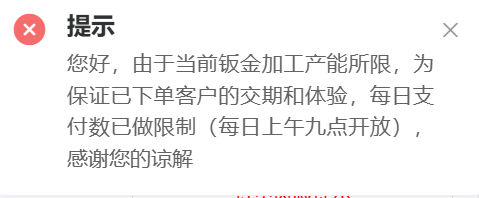 提示
您好，由于当前钣金加工产能所限，为
保证已下单客户的交期和体验，每日支
付数已做限制（每日上午九点开放），
感谢您的谅解